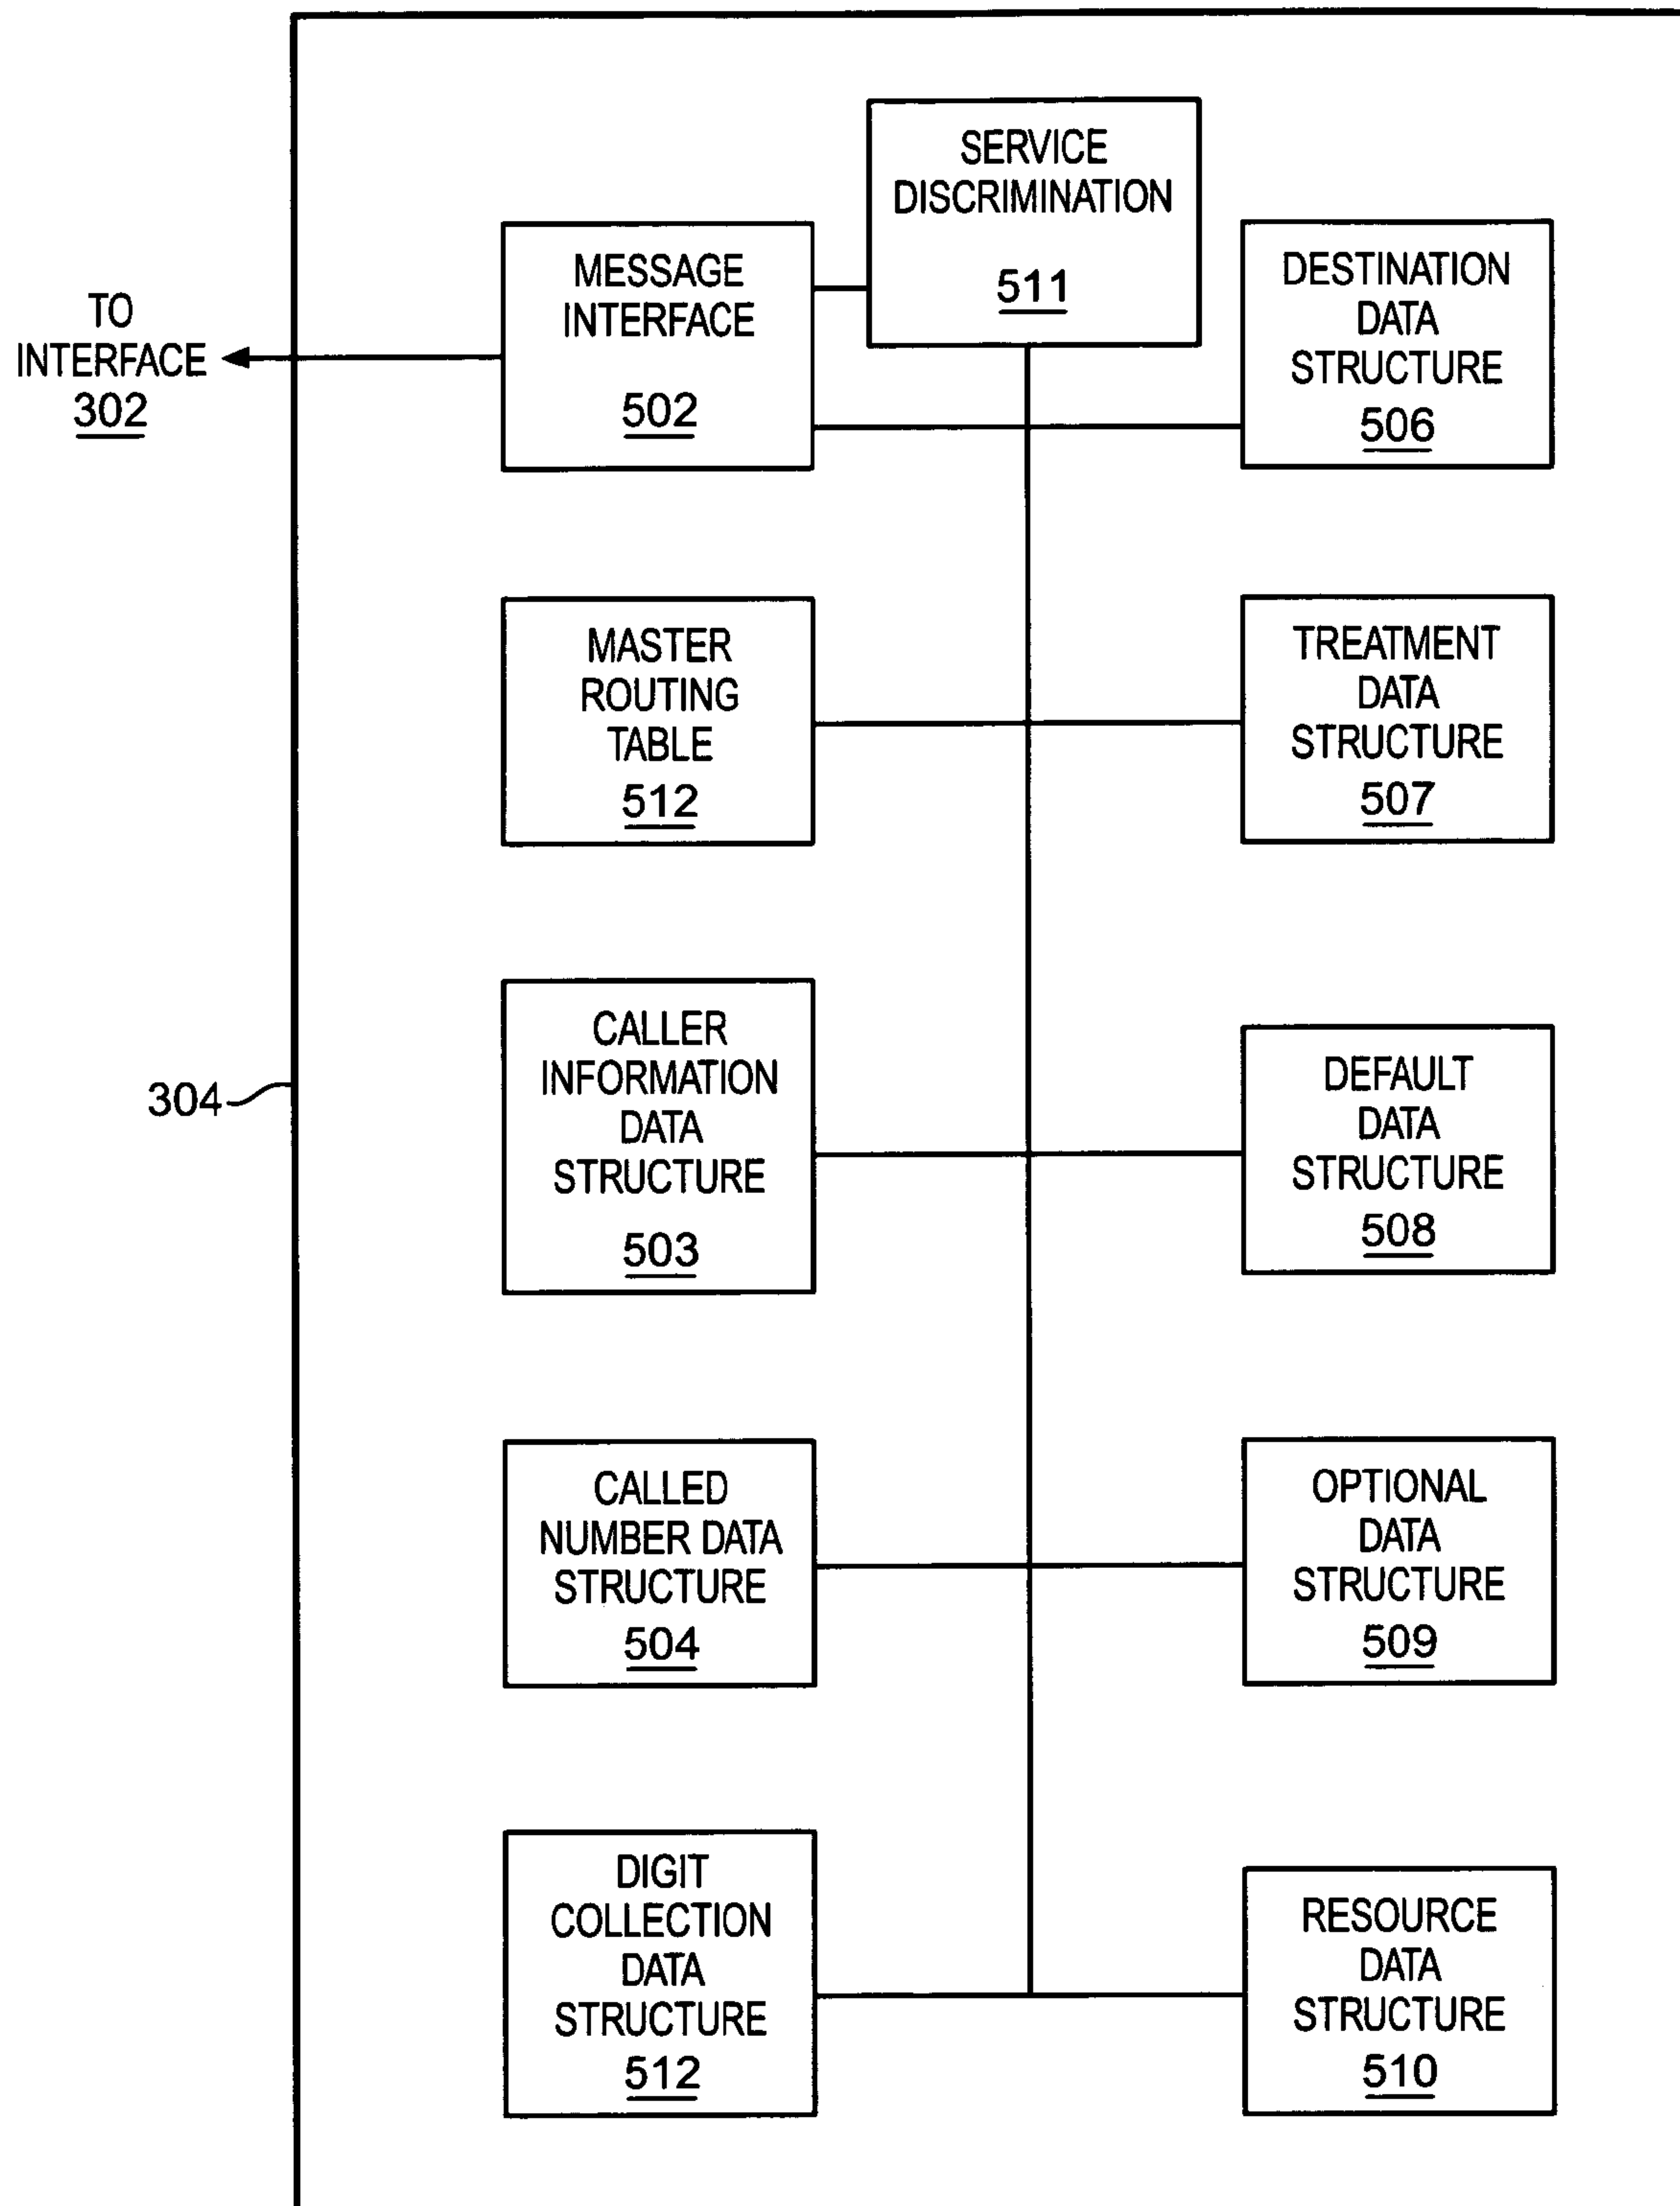 SERVICE
DISCRIMINATION
511
MESSAGE
INTERFACE
502
DESTINATION
DATA
STRUCTURE
506
TO
INTERFACE
302
MASTER
ROUTING
TABLE
512
TREATMENT
DATA
STRUCTURE
507
CALLER
INFORMATION
DATA
STRUCTURE
503
304
DEFAULT
DATA
STRUCTURE
508
CALLED
NUMBER DATA
STRUCTURE
504
OPTIONAL
DATA
STRUCTURE
509
DIGIT
COLLECTION
DATA
STRUCTURE
512
RESOURCE
DATA
STRUCTURE
510